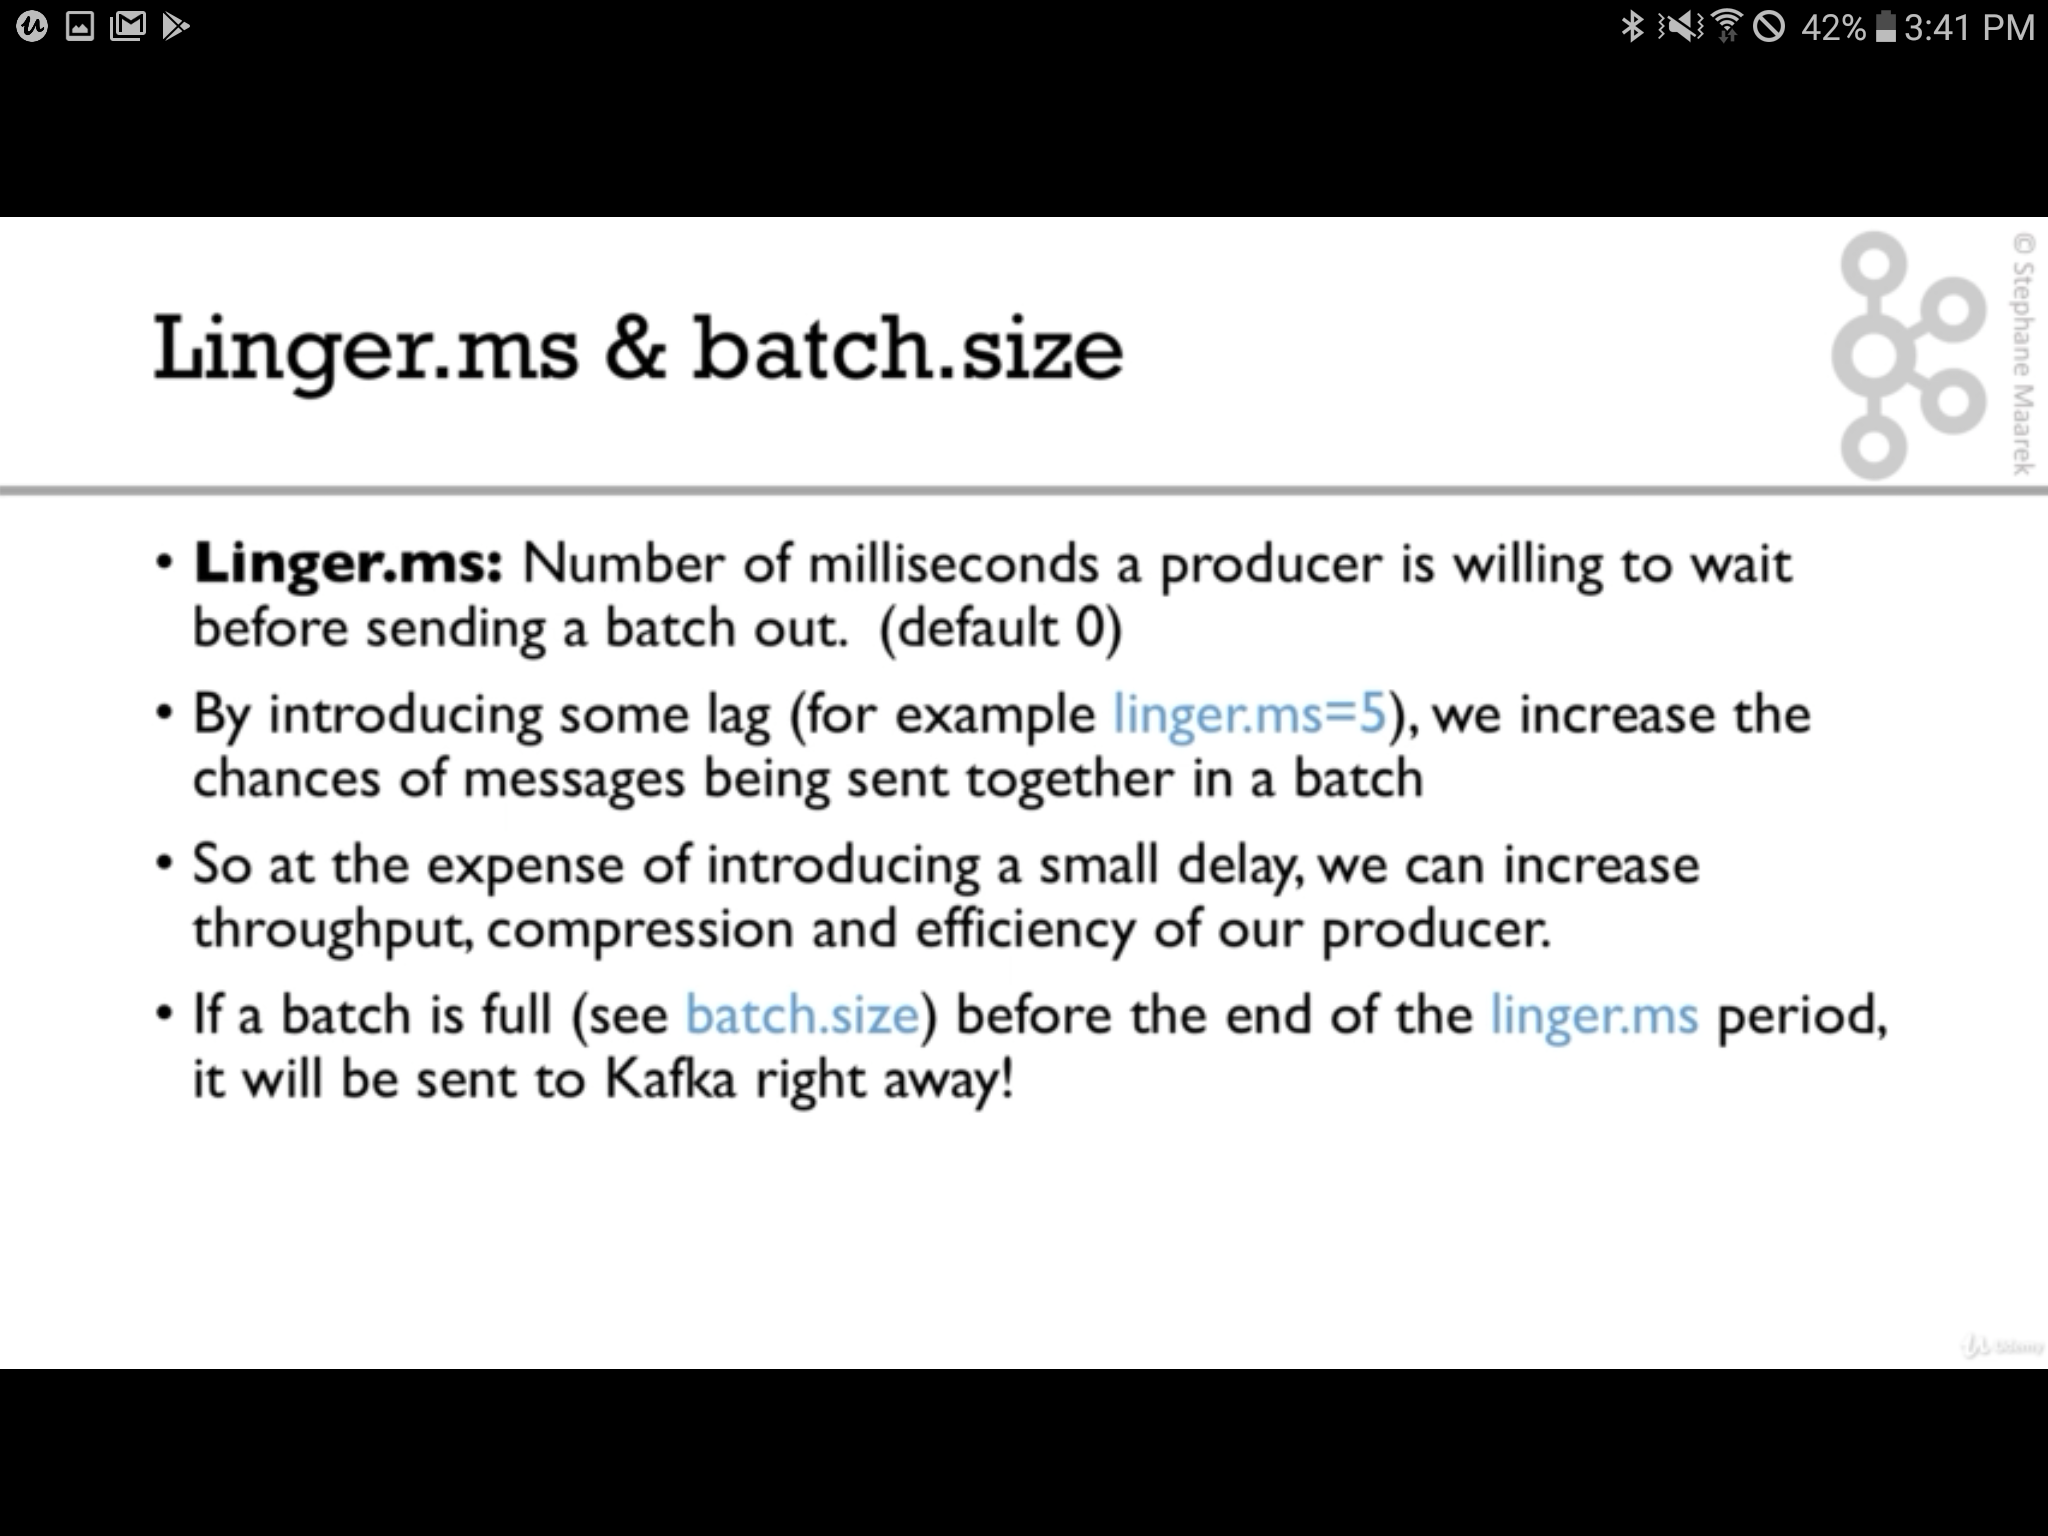 42% 3:41 PM
© Stephane Maarek
Linger.ms & batch.size
• Linger.ms: Number of milliseconds a producer is willing to wait
before sending a batch out. (default 0)
• By introducing some lag (for example linger.ms=5), we increase the
chances of messages being sent together in a batch
• So at the expense of introducing a small delay, we can increase
throughput, compression and efficiency of our producer.
• If a batch is full (see batch.size) before the end of the linger.ms period,
it will be sent to Kafka right away!
Udemy